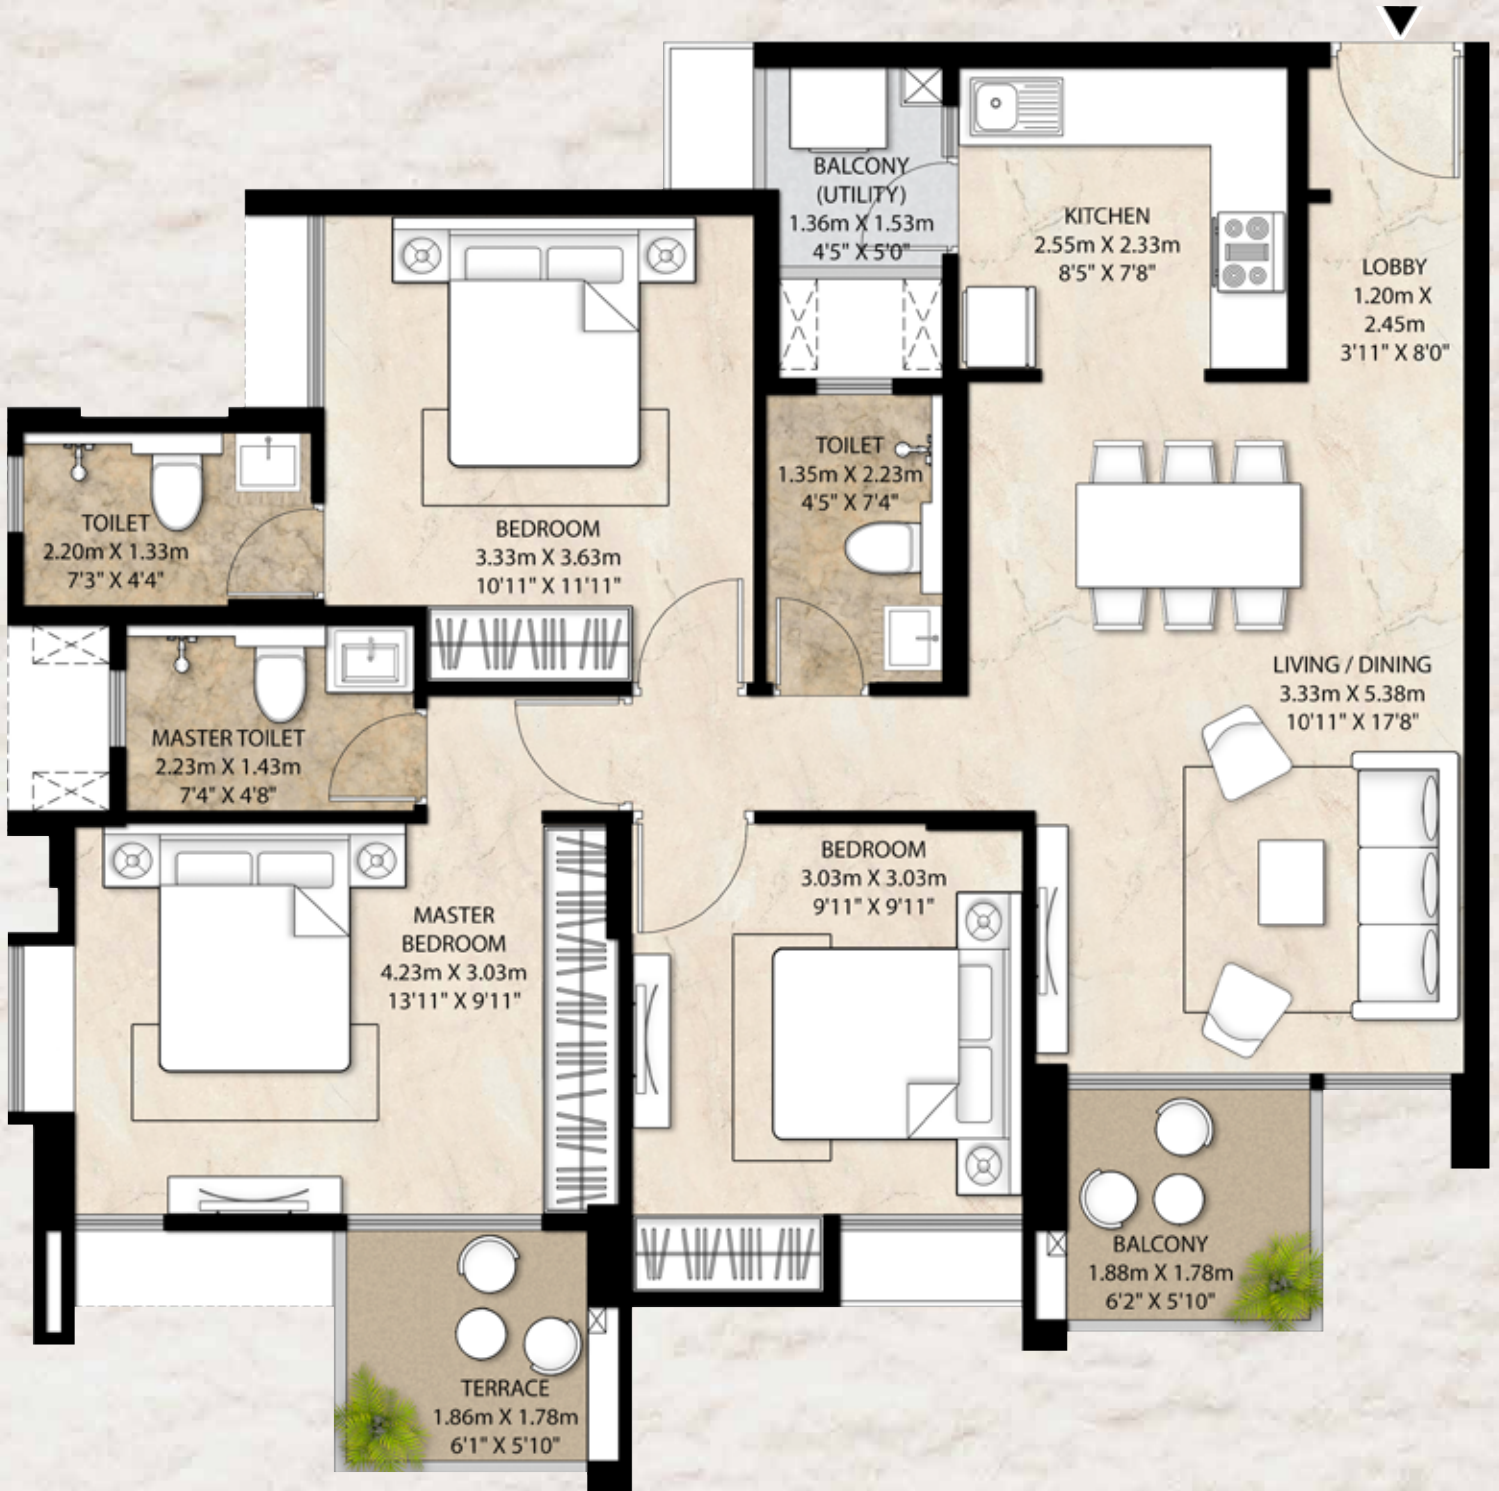 BALCONY
(UTILITY)
1.36m X 1.53m
4'5" X 5'0"
KITCHEN
2.55m X 2.33m
8'5" X 7'8"
LOBBY
1.20m X
2.45m
3'11" X 8'0"
TOILET
1.35m X 2.23m
4'5" X 7'4"
TOILET
2.20m X 1.33m
7'3" X 4'4"
BEDROOM
3.33m X 3.63m
10'11" X 11'11"
LIVING / DINING
3.33m X 5.38m
10'11" X 17'8"
MASTER TOILET
2.23m X 1.43m
7'4" X 4'8"
MASTER
BEDROOM
4.23m X 3.03m
13'11" X 9'11"
BEDROOM
3.03m X 3.03m
9'11" X 9'11"
BALCONY
1.88m X 1.78m
6'2" X 5'10"
TERRACE
1.86m X 1.78m
6'1" X 5'10"